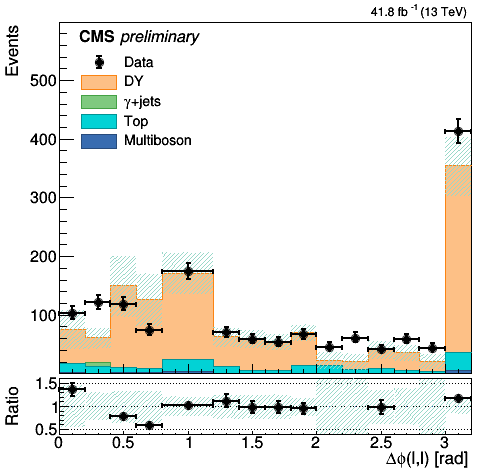 41.8 fb⁻¹ (13 TeV)
CMS preliminary
Data
DY
γ+jets
Top
Multiboson
Events
500
400
300
200
100
Ratio
1.5
1
0.5
0 0.5 1 1.5 2 2.5 3
Δϕ(l,l) [rad]